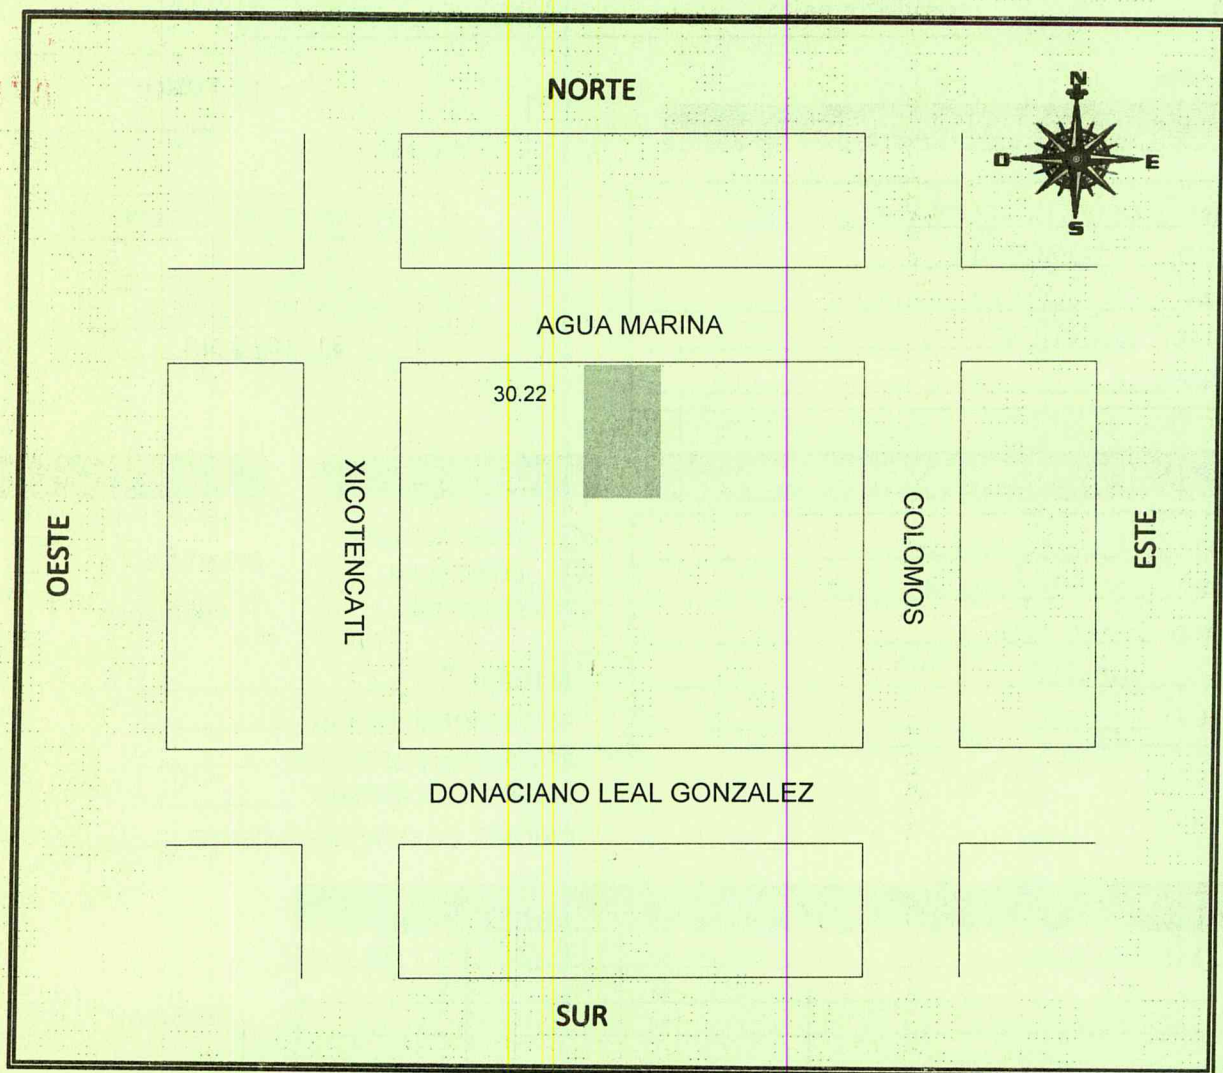 NORTE
N
O E
S
AGUA MARINA
30.22
XICOTENCATL
COLOMOS
OESTE
ESTE
DONACIANO LEAL GONZALEZ
SUR